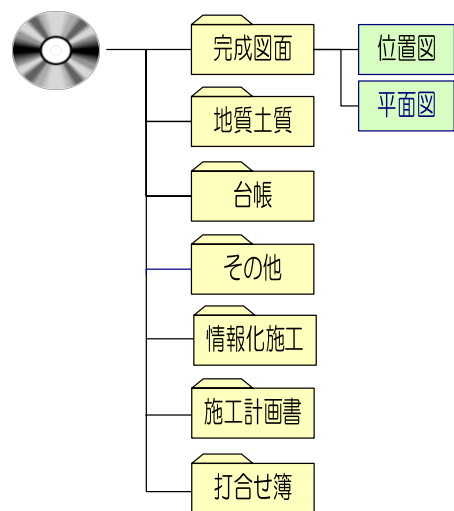 完成図面
位置図
平面図
地質土質
台帳
その他
情報化施工
施工計画書
打合せ簿